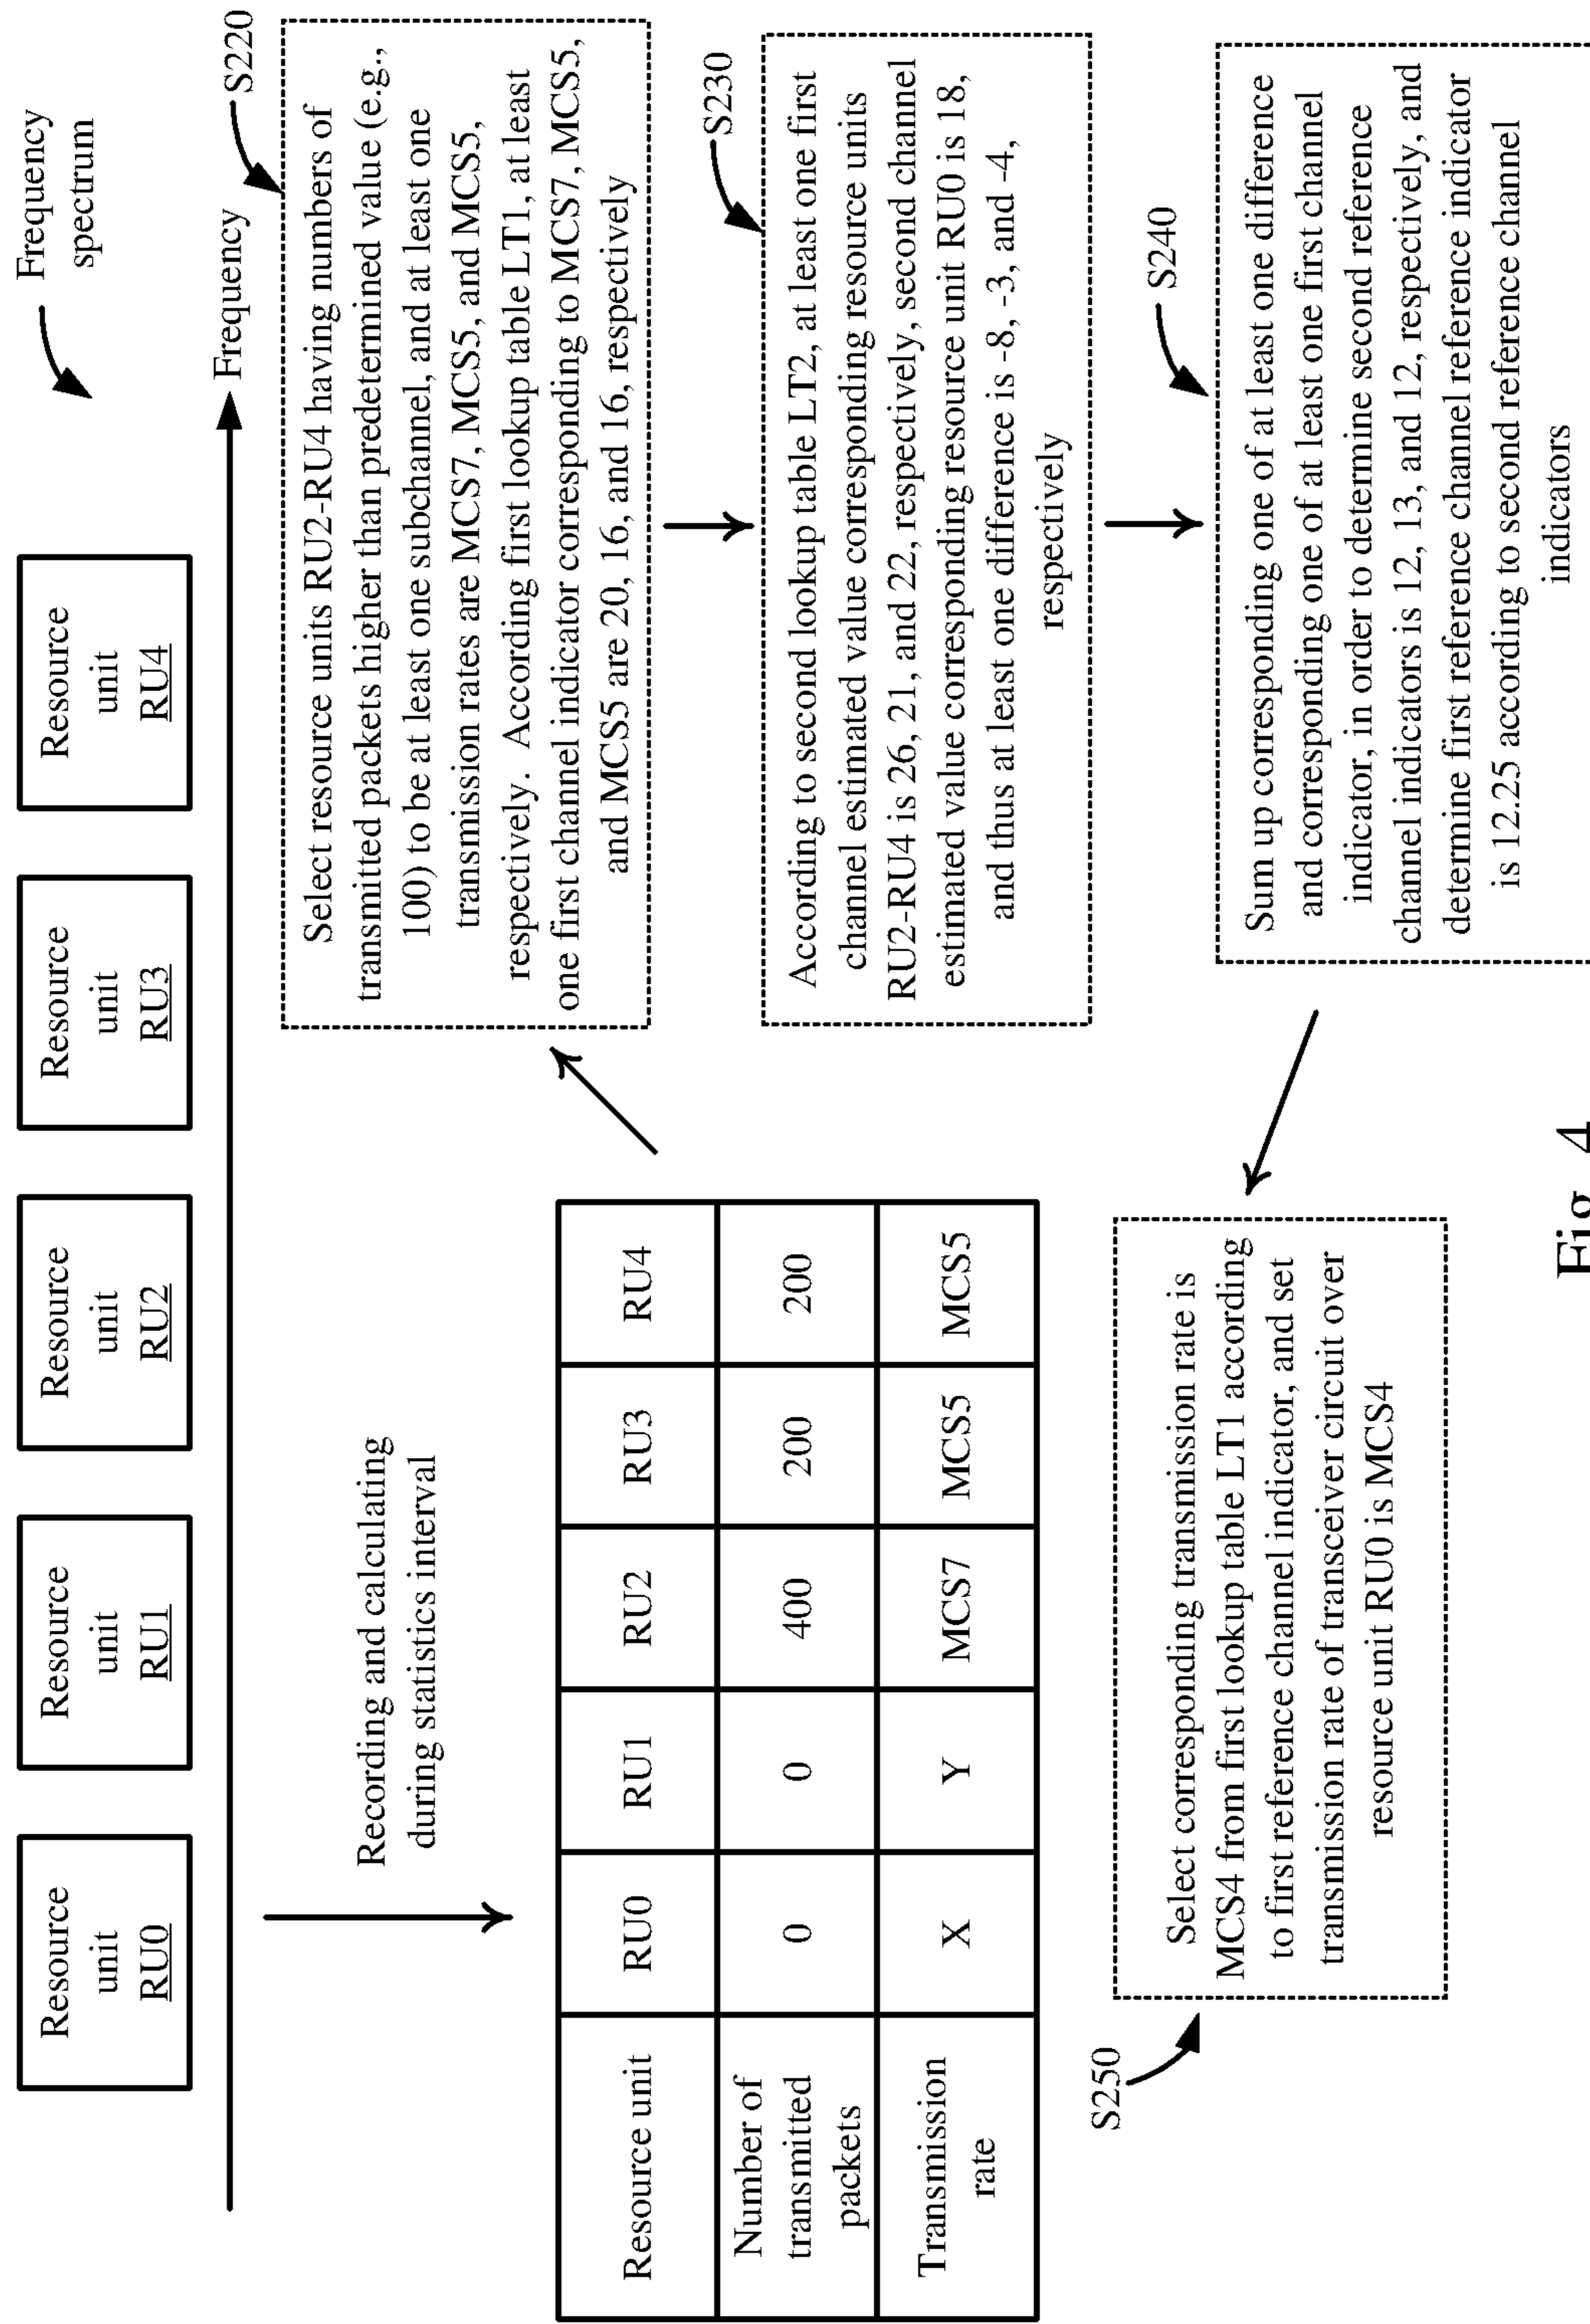 Frequency
spectrum
Resource
unit
RU0
Resource
unit
RU1
Resource
unit
RU2
Resource
unit
RU3
Resource
unit
RU4
Frequency
Recording and calculating
during statistics interval
Resource unit
RU0
RU1
RU2
RU3
RU4
Number of
transmitted
packets
0
0
400
200
200
Transmission
rate
X
Y
MCS7
MCS5
MCS5
S220
Select resource units RU2-RU4 having numbers of
transmitted packets higher than predetermined value (e.g.,
100) to be at least one subchannel, and at least one
transmission rates are MCS7, MCS5, and MCS5,
respectively. According first lookup table LT1, at least
one first channel indicator corresponding to MCS7, MCS5,
and MCS5 are 20, 16, and 16, respectively
S230
According to second lookup table LT2, at least one first
channel estimated value corresponding resource units
RU2-RU4 is 26, 21, and 22, respectively, second channel
estimated value corresponding resource unit RU0 is 18,
and thus at least one difference is -8, -3, and -4,
respectively
S240
Sum up corresponding one of at least one difference
and corresponding one of at least one first channel
indicator, in order to determine second reference
channel indicators is 12, 13, and 12, respectively, and
determine first reference channel reference indicator
is 12.25 according to second reference channel
indicators
S250
Select corresponding transmission rate is
MCS4 from first lookup table LT1 according
to first reference channel indicator, and set
transmission rate of transceiver circuit over
resource unit RU0 is MCS4
Fig. 4